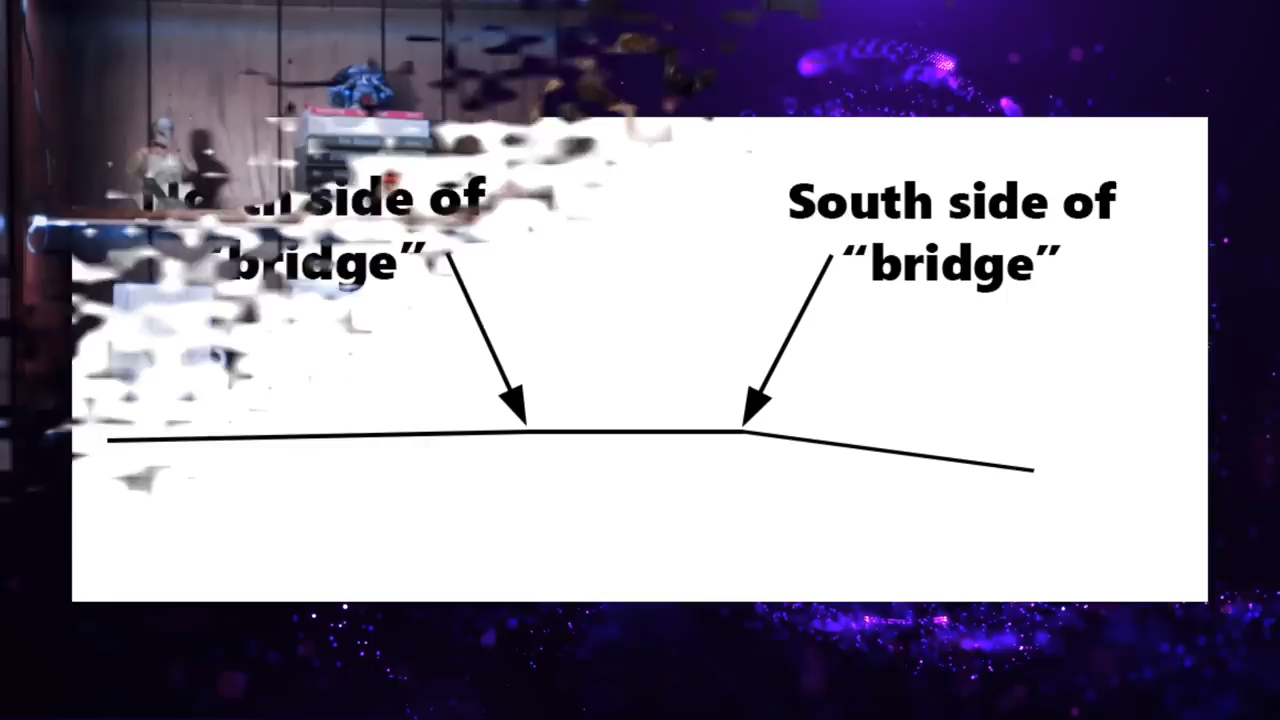 side of
"bridge"
South side of
“bridge”